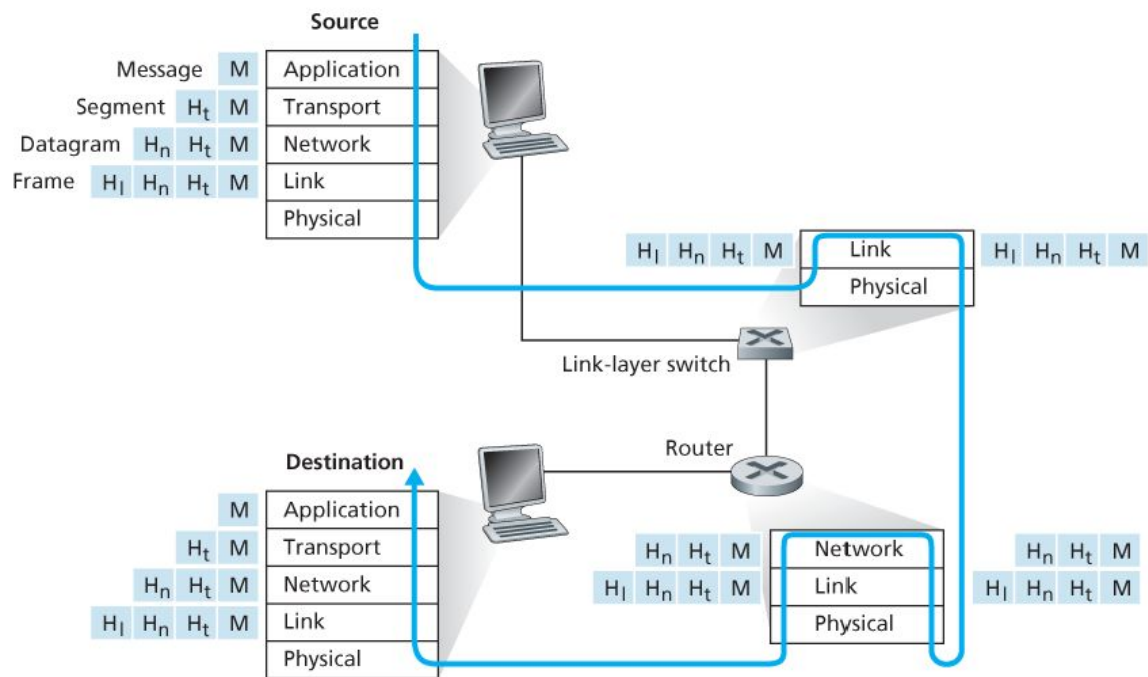 Source
Message M Application
Segment Ht M Transport
Datagram Hn Ht M Network
Frame Hl Hn Ht M Link
Physical
Hl Hn Ht M Link Hl Hn Ht M
Physical
Link-layer switch
Router
Destination
M Application
Ht M Transport
Hn Ht M Network
Hl Hn Ht M Link
Physical
Hn Ht M Network Hn Ht M
Hl Hn Ht M Link Hl Hn Ht M
Physical